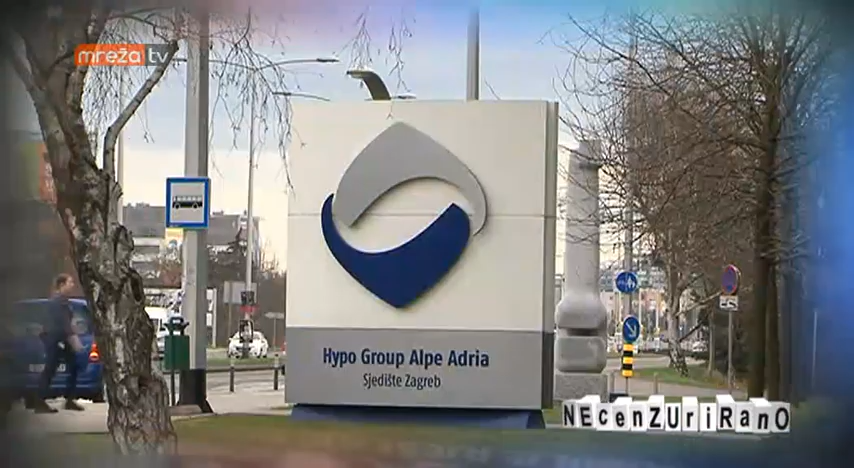 mreža tv
Hypo Group Alpe Adria
Sjedište Zagreb
NEcenZUriRanO